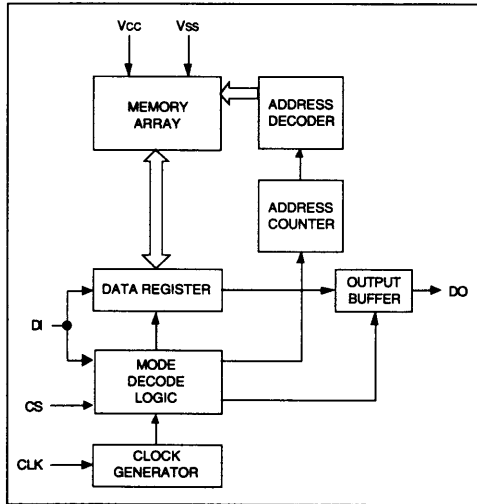 Vcc Vss
MEMORY
ARRAY
ADDRESS
DECODER
ADDRESS
COUNTER
DATA REGISTER
OUTPUT
BUFFER
DO
DI
MODE
DECODE
LOGIC
CS
CLK
CLOCK
GENERATOR